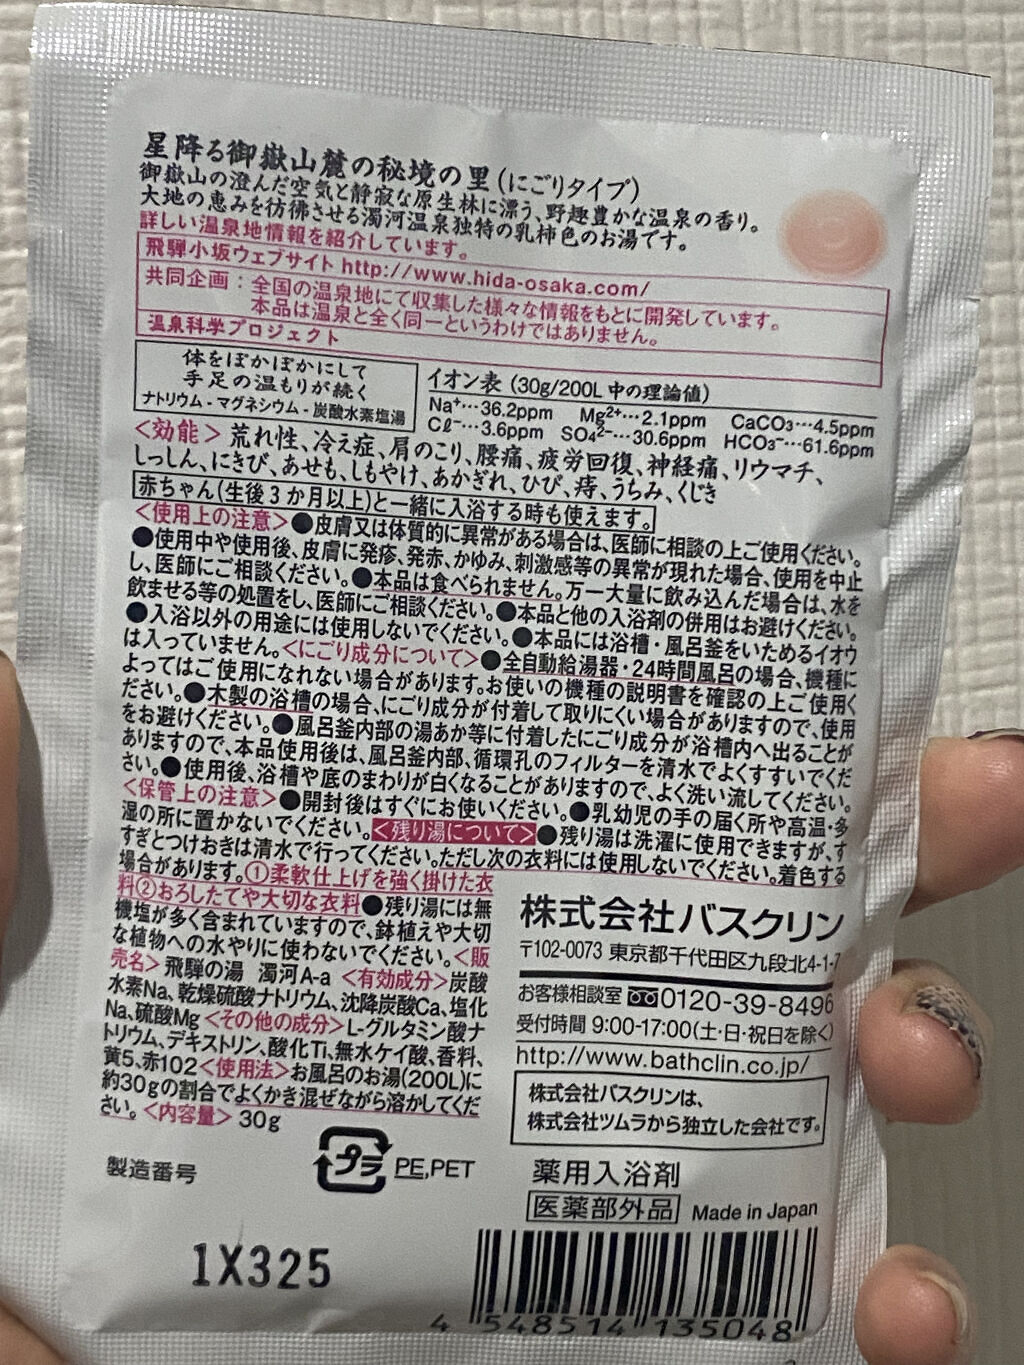 星降る御嶽山麓の秘境の里(にごりタイプ)
御嶽山の澄んだ空気と静寂な原生林に漂う、野趣豊かな温泉の香り。
大地の恵みを彷彿させる濁河温泉独特の乳柿色のお湯です。
詳しい温泉地情報を紹介しています。
飛騨小坂ウェブサイト http://www.hida-osaka.com/
共同企画:全国の温泉地にて収集した様々な情報をもとに開発しています。
本品は温泉と全く同一というわけではありません。
温泉科学プロジェクト
体をぽかぽかにして
手足の温もりが続く
ナトリウム-マグネシウム-炭酸水素塩湯
イオン表(30g/200L中の理論値)
Na⁺…36.2ppm Mg²⁺…2.1ppm CaCO₃…4.5ppm
Cℓ⁻…3.6ppm SO₄²⁻…30.6ppm HCO₃⁻…61.6ppm
<効能>荒れ性、冷え症、肩のこり、腰痛、疲労回復、神経痛、リウマチ、
しっしん、にきび、あせも、しもやけ、あかぎれ、ひび、痔、うちみ、くじき
赤ちゃん(生後3か月以上)と一緒に入浴する時も使えます。
<使用上の注意>●皮膚又は体質的に異常がある場合は、医師に相談の上ご使用ください。
●使用中や使用後、皮膚に発疹、発赤、かゆみ、刺激感等の異常が現れた場合、使用を中止
し、医師にご相談ください。●本品は食べられません。万一大量に飲み込んだ場合は、水を
飲ませる等の処置をし、医師にご相談ください。●本品と他の入浴剤の併用はお避けください。
●入浴以外の用途には使用しないでください。●本品には浴槽・風呂釜をいためるイオウ
は入っていません。<にごり成分について>●全自動給湯器・24時間風呂の場合、機種に
よってはご使用になれない場合があります。お使いの機種の説明書を確認の上ご使用く
ださい。●木製の浴槽の場合、にごり成分が付着して取りにくい場合がありますので、使用
をお避けください。●風呂釜内部の湯あか等に付着したにごり成分が浴槽内へ出ることが
ありますので、本品使用後は、風呂釜内部、循環孔のフィルターを清水でよくすすいでくだ
さい。●使用後、浴槽や底のまわりが白くなることがありますので、よく洗い流してください。
<保管上の注意>●開封後はすぐにお使いください。●乳幼児の手の届く所や高温・多
湿の所に置かないでください。<残り湯について>●残り湯は洗濯に使用できますが、す
すぎとつけおきは清水で行ってください。ただし次の衣料には使用しないでください。着色する
場合があります。①柔軟仕上げを強く掛けた衣
料②おろしたてや大切な衣料●残り湯には無
機塩が多く含まれていますので、鉢植えや大切
な植物への水やりに使わないでください。<販
売名>飛騨の湯 濁河A-a<有効成分>炭酸
水素Na、乾燥硫酸ナトリウム、沈降炭酸Ca、塩化
Na、硫酸Mg<その他の成分>L-グルタミン酸ナ
トリウム、デキストリン、酸化Ti、無水ケイ酸、香料、
黄5、赤102<使用法>お風呂のお湯(200L)に
約30gの割合でよくかき混ぜながら溶かしてくだ
さい。<内容量>30g
株式会社バスクリン
〒102-0073 東京都千代田区九段北4-1-7
お客様相談室 0120-39-8496
受付時間 9:00-17:00(土・日・祝日を除く)
http://www.bathclin.co.jp/
株式会社バスクリンは、
株式会社ツムラから独立した会社です。
製造番号
プラ PE,PET
薬用入浴剤
医薬部外品 Made in Japan
1X325
4 548514 135048